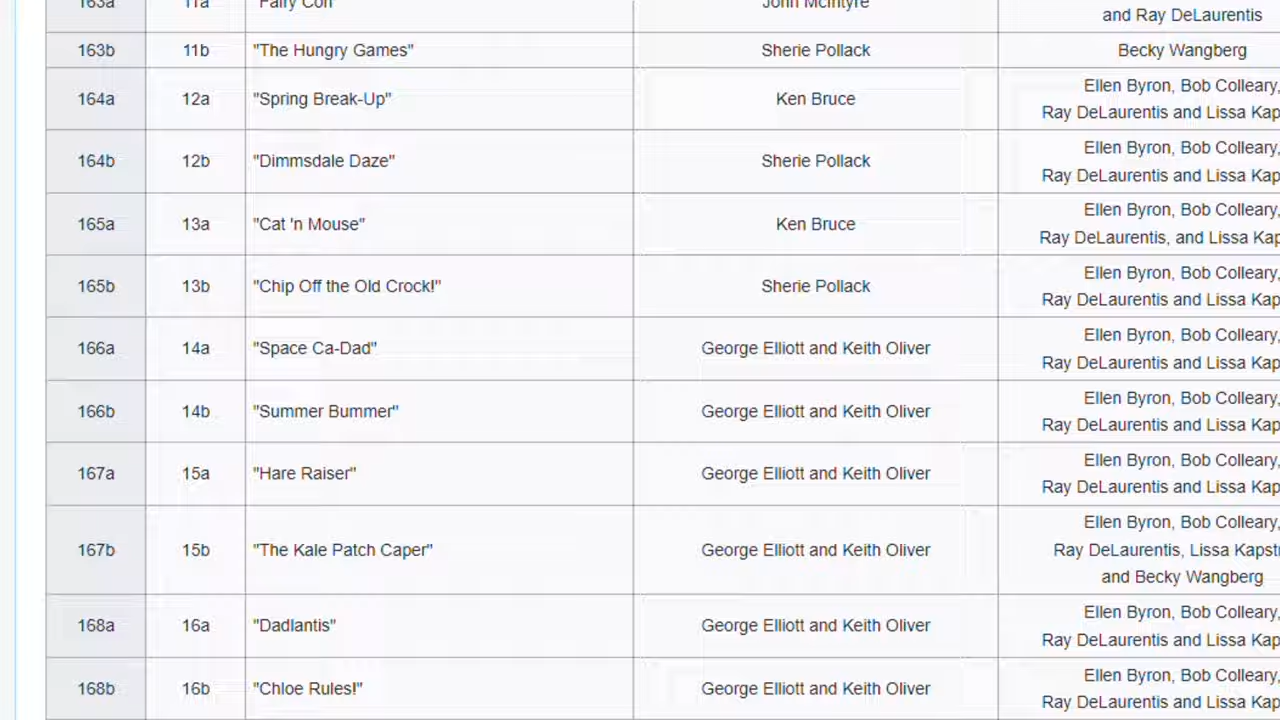 163a 11a "Fairy Con" John McIntyre
and Ray DeLaurentis
163b 11b "The Hungry Games" Sherie Pollack Becky Wangberg
Ellen Byron, Bob Colleary,
164a 12a "Spring Break-Up" Ken Bruce
Ray DeLaurentis and Lissa Kap
Ellen Byron, Bob Colleary,
164b 12b "Dimmsdale Daze" Sherie Pollack
Ray DeLaurentis and Lissa Kap
Ellen Byron, Bob Colleary,
165a 13a "Cat 'n Mouse" Ken Bruce
Ray DeLaurentis, and Lissa Kap
Ellen Byron, Bob Colleary,
165b 13b "Chip Off the Old Crock!" Sherie Pollack
Ray DeLaurentis and Lissa Kap
Ellen Byron, Bob Colleary,
166a 14a "Space Ca-Dad" George Elliott and Keith Oliver
Ray DeLaurentis and Lissa Kap
Ellen Byron, Bob Colleary,
166b 14b "Summer Bummer" George Elliott and Keith Oliver
Ray DeLaurentis and Lissa Kap
Ellen Byron, Bob Colleary,
167a 15a "Hare Raiser" George Elliott and Keith Oliver
Ray DeLaurentis and Lissa Kap
Ellen Byron, Bob Colleary,
167b 15b "The Kale Patch Caper" George Elliott and Keith Oliver Ray DeLaurentis, Lissa Kapst
and Becky Wangberg
Ellen Byron, Bob Colleary,
168a 16a "Dadlantis" George Elliott and Keith Oliver
Ray DeLaurentis and Lissa Kap
Ellen Byron, Bob Colleary,
168b 16b "Chloe Rules!" George Elliott and Keith Oliver
Ray DeLaurentis and Lissa Kap